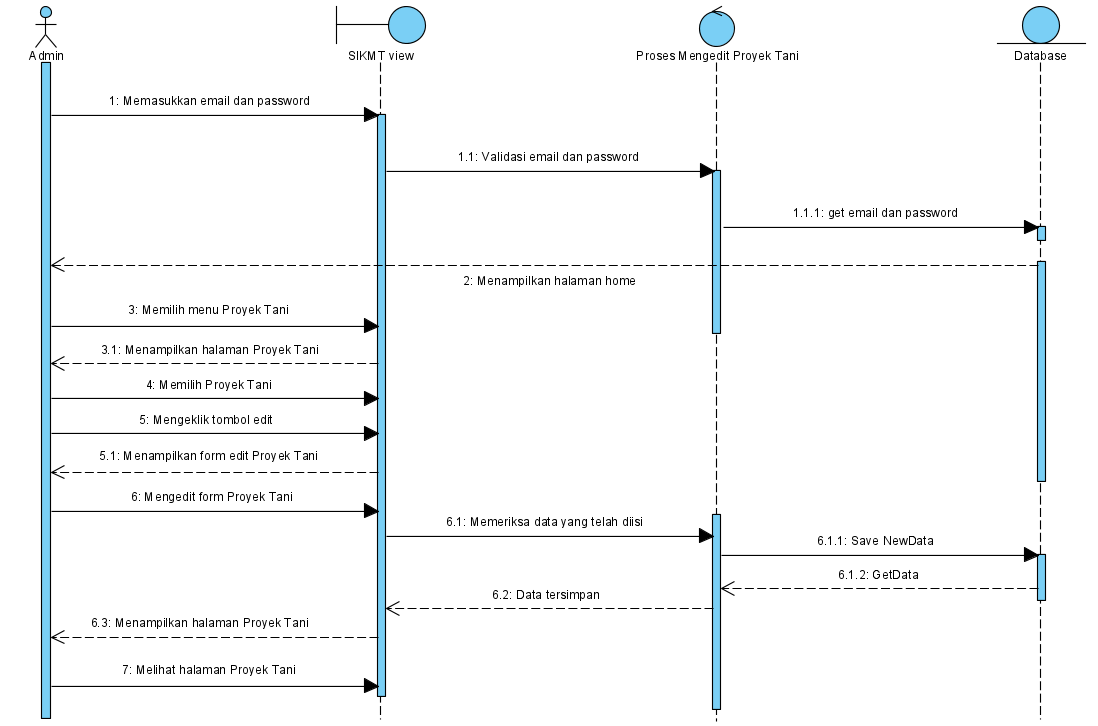 Admin
SIKMT view
Proses Mengedit Proyek Tani
Database
1: Memasukkan email dan password
1.1: Validasi email dan password
1.1.1: get email dan password
2: Menampilkan halaman home
3: Memilih menu Proyek Tani
3.1: Menampilkan halaman Proyek Tani
4: Memilih Proyek Tani
5: Mengeklik tombol edit
5.1: Menampilkan form edit Proyek Tani
6: Mengedit form Proyek Tani
6.1: Memeriksa data yang telah diisi
6.1.1: Save NewData
6.1.2: GetData
6.2: Data tersimpan
6.3: Menampilkan halaman Proyek Tani
7: Melihat halaman Proyek Tani